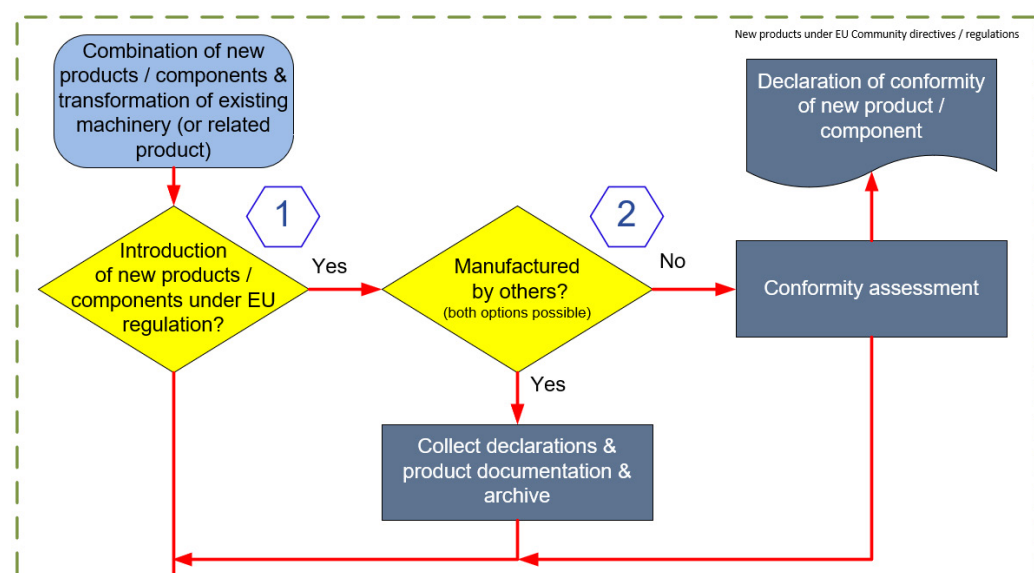 New products under EU Community directives / regulations
Combination of new
products / components &
transformation of existing
machinery (or related
product)
Declaration of conformity
of new product /
component
1
2
Introduction
of new products /
components under EU
regulation?
Yes
Manufactured
by others?
(both options possible)
No
Conformity assessment
Yes
Collect declarations &
product documentation &
archive